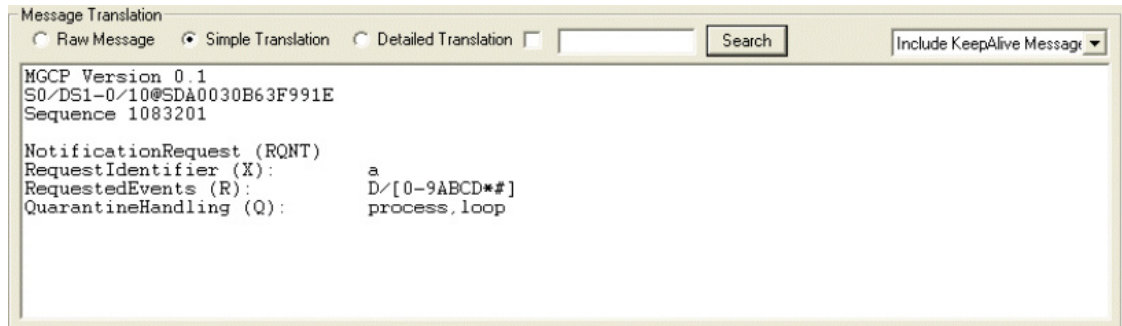 Message Translation
Raw Message Simple Translation Detailed Translation Search Include KeepAlive Message
MGCP Version 0.1
S0/DS1-0/10@SDA0030B63F991E
Sequence 1083201
NotificationRequest (RQNT)
RequestIdentifier (X): a
RequestedEvents (R): D/[0-9ABCD*#]
QuarantineHandling (Q): process,loop